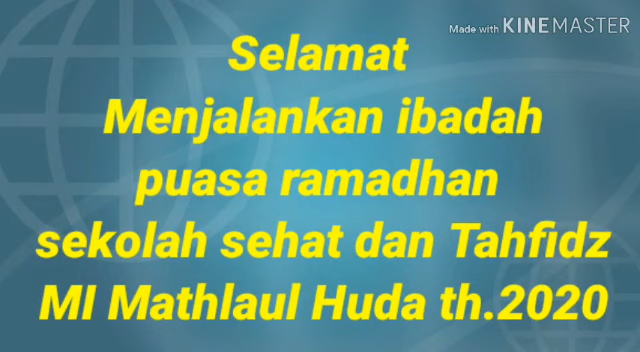 Made with KINEMASTER
Selamat
Menjalankan ibadah
puasa ramadhan
sekolah sehat dan Tahfidz
MI Mathlaul Huda th.2020